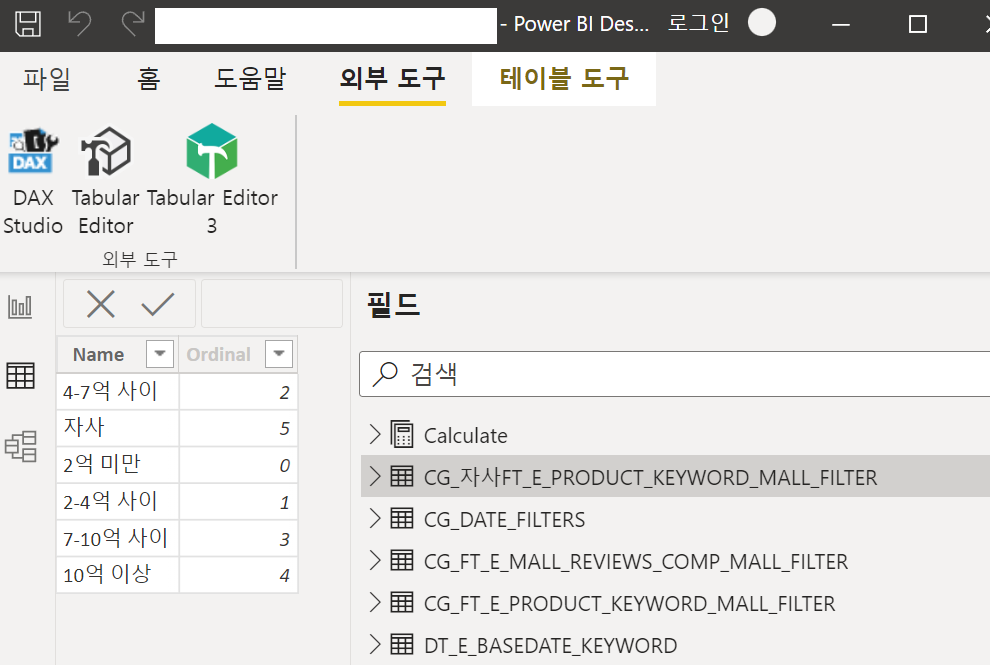 - Power BI Des... 로그인
파일 홈 도움말 외부 도구 테이블 도구
DAX
DAX Studio
Tabular Editor
Tabular Editor 3
외부 도구
필드
Name Ordinal
4-7억 사이 2
자사 5
2억 미만 0
2-4억 사이 1
7-10억 사이 3
10억 이상 4
검색
Calculate
CG_자사FT_E_PRODUCT_KEYWORD_MALL_FILTER
CG_DATE_FILTERS
CG_FT_E_MALL_REVIEWS_COMP_MALL_FILTER
CG_FT_E_PRODUCT_KEYWORD_MALL_FILTER
DT_E_BASEDATE_KEYWORD